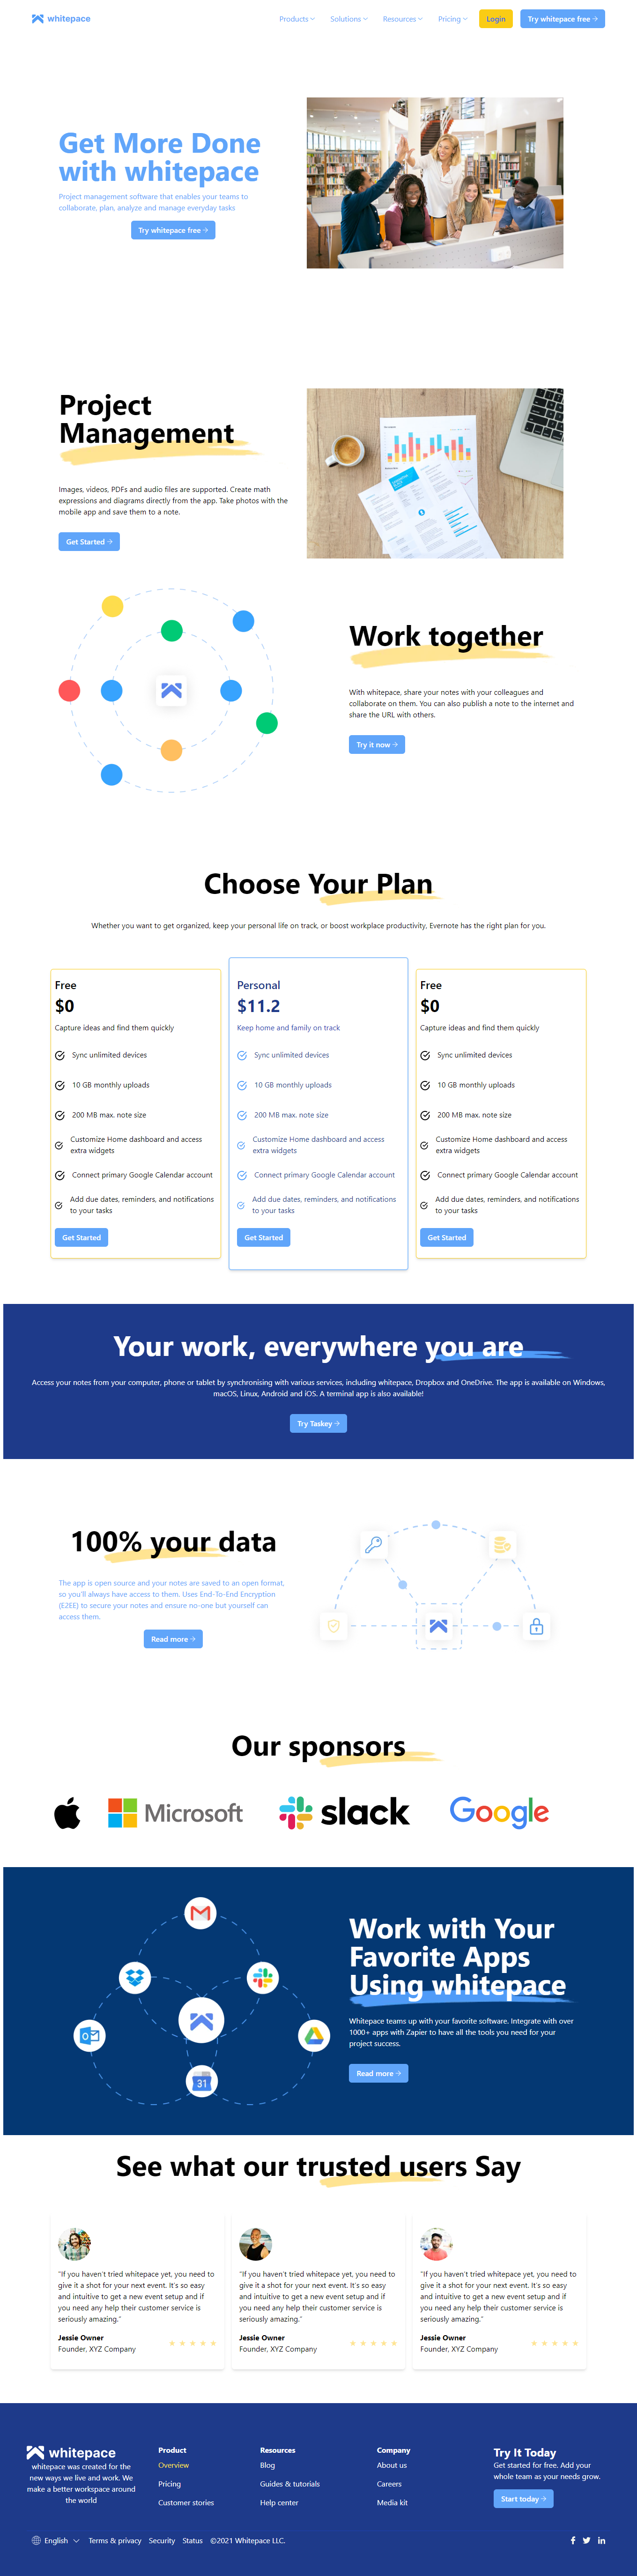 whitepace
Products
Solutions
Resources
Pricing
Login
Try whitepace free
Get More Done
with whitepace
Project management software that enables your teams to
collaborate, plan, analyze and manage everyday tasks
Try whitepace free
Project
Management
Images, videos, PDFs and audio files are supported. Create math
expressions and diagrams directly from the app. Take photos with the
mobile app and save them to a note.
Get Started
Work together
With whitepace, share your notes with your colleagues and
collaborate on them. You can also publish a note to the internet and
share the URL with others.
Try it now
Choose Your Plan
Whether you want to get organized, keep your personal life on track, or boost workplace productivity, Evernote has the right plan for you.
Free
$0
Capture ideas and find them quickly
Sync unlimited devices
10 GB monthly uploads
200 MB max. note size
Customize Home dashboard and access
extra widgets
Connect primary Google Calendar account
Add due dates, reminders, and notifications
to your tasks
Get Started
Personal
$11.2
Keep home and family on track
Sync unlimited devices
10 GB monthly uploads
200 MB max. note size
Customize Home dashboard and access
extra widgets
Connect primary Google Calendar account
Add due dates, reminders, and notifications
to your tasks
Get Started
Free
$0
Capture ideas and find them quickly
Sync unlimited devices
10 GB monthly uploads
200 MB max. note size
Customize Home dashboard and access
extra widgets
Connect primary Google Calendar account
Add due dates, reminders, and notifications
to your tasks
Get Started
Your work, everywhere you are
Access your notes from your computer, phone or tablet by synchronising with various services, including whitepace, Dropbox and OneDrive. The app is available on Windows,
macOS, Linux, Android and iOS. A terminal app is also available!
Try Taskey
100% your data
The app is open source and your notes are saved to an open format,
so you'll always have access to them. Uses End-To-End Encryption
(E2EE) to secure your notes and ensure no-one but yourself can
access them.
Read more
Our sponsors
Microsoft
slack
Google
31
Work with Your
Favorite Apps
Using whitepace
Whitepace teams up with your favorite software. Integrate with over
1000+ apps with Zapier to have all the tools you need for your
project success.
Read more
See what our trusted users Say
"If you haven't tried whitepace yet, you need to
give it a shot for your next event. It's so easy
and intuitive to get a new event setup and if
you need any help their customer service is
seriously amazing."
Jessie Owner
Founder, XYZ Company
"If you haven't tried whitepace yet, you need to
give it a shot for your next event. It's so easy
and intuitive to get a new event setup and if
you need any help their customer service is
seriously amazing."
Jessie Owner
Founder, XYZ Company
"If you haven't tried whitepace yet, you need to
give it a shot for your next event. It's so easy
and intuitive to get a new event setup and if
you need any help their customer service is
seriously amazing."
Jessie Owner
Founder, XYZ Company
whitepace
whitepace was created for the
new ways we live and work. We
make a better workspace around
the world
Product
Overview
Pricing
Customer stories
Resources
Blog
Guides & tutorials
Help center
Company
About us
Careers
Media kit
Try It Today
Get started for free. Add your
whole team as your needs grow.
Start today
English
Terms & privacy
Security
Status
©2021 Whitepace LLC.